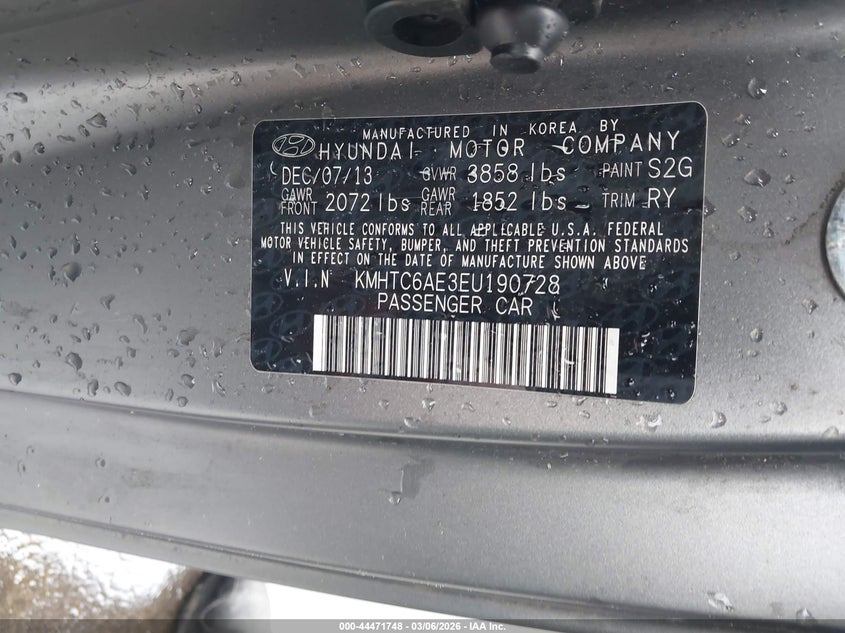 MANUFACTURED IN KOREA BY
HYUNDAI MOTOR COMPANY
DEC/07/13 GVWR 3858 lbs PAINT S2G
GAWR FRONT 2072 lbs GAWR REAR 1852 lbs TRIM RY
THIS VEHICLE CONFORMS TO ALL APPLICABLE U.S.A. FEDERAL
MOTOR VEHICLE SAFETY, BUMPER, AND THEFT PREVENTION STANDARDS
IN EFFECT ON THE DATE OF MANUFACTURE SHOWN ABOVE
V.I.N KMHTC6AE3EU190728
PASSENGER CAR
000-44471748 - 03/06/2026 - IAA Inc.